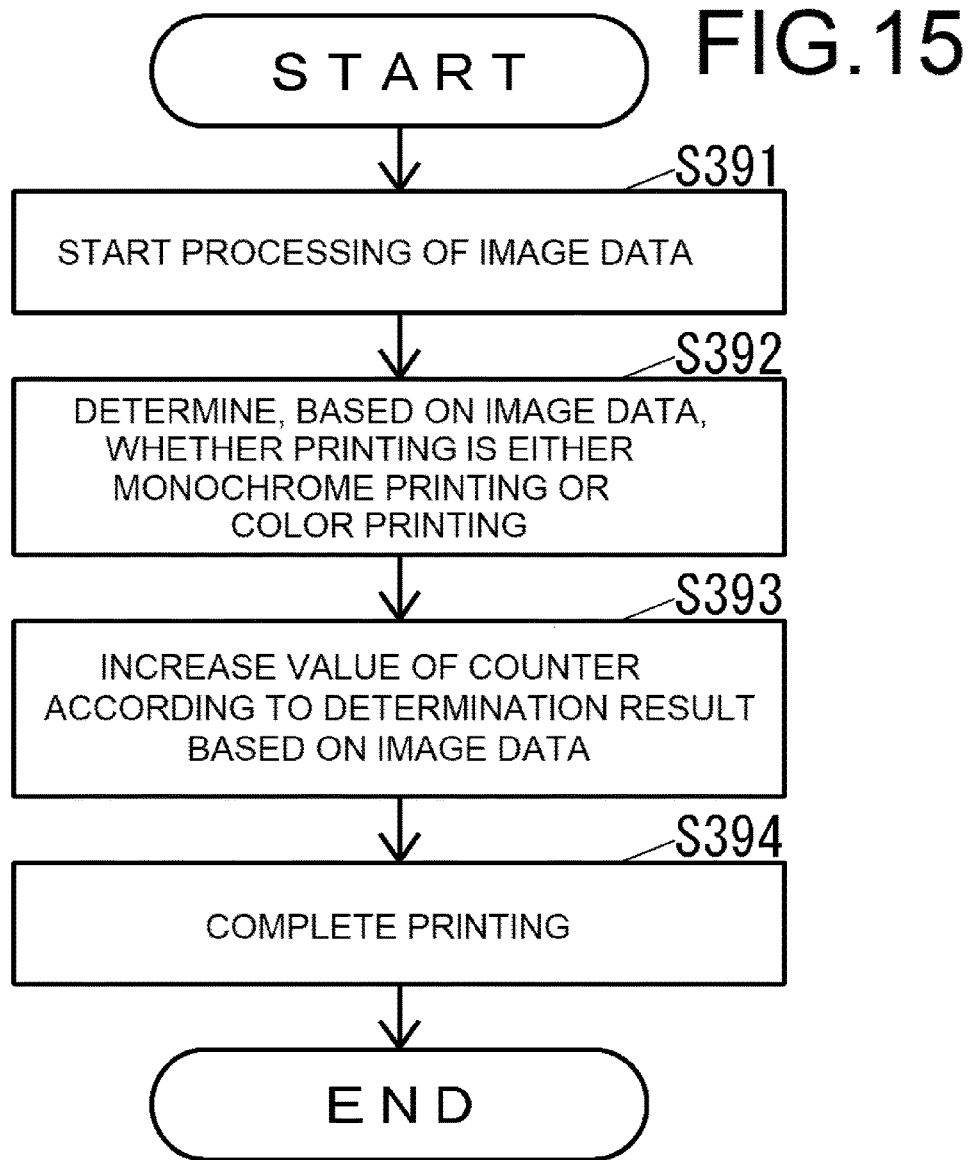 FIG.15
START
S391
START PROCESSING OF IMAGE DATA
S392
DETERMINE, BASED ON IMAGE DATA,
WHETHER PRINTING IS EITHER
MONOCHROME PRINTING OR
COLOR PRINTING
S393
INCREASE VALUE OF COUNTER
ACCORDING TO DETERMINATION RESULT
BASED ON IMAGE DATA
S394
COMPLETE PRINTING
END